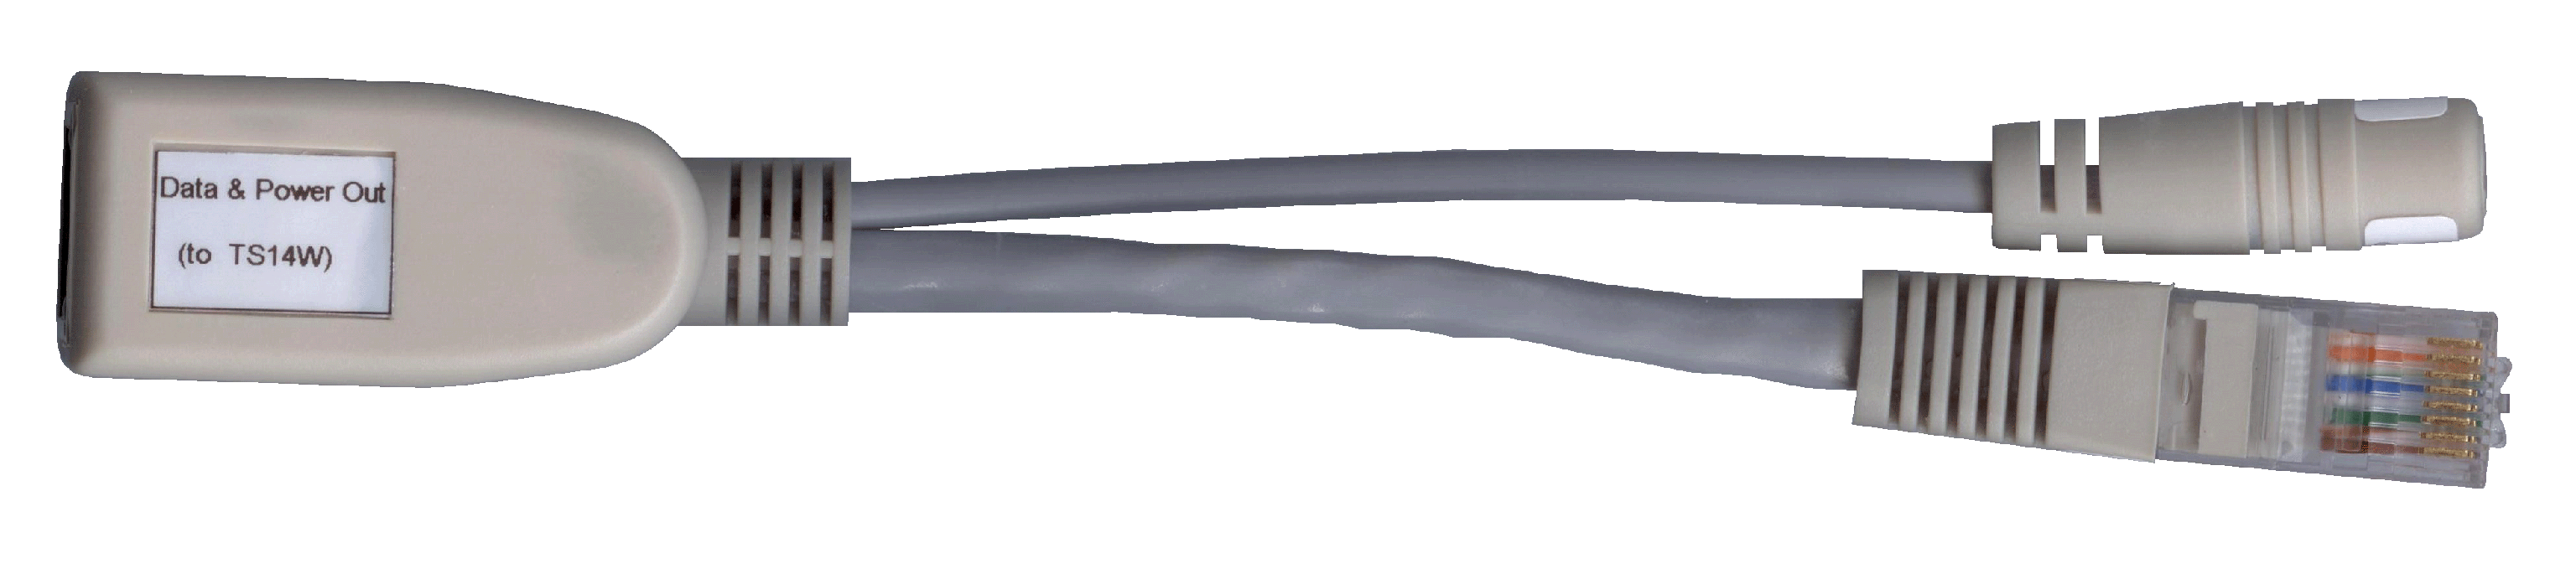 Data & Power Out
(to TS14W)